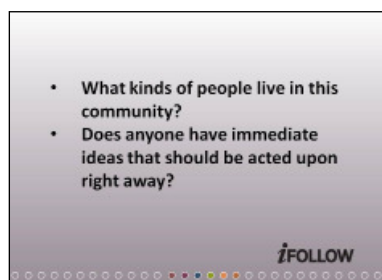 • What kinds of people live in this
community?
• Does anyone have immediate
ideas that should be acted upon
right away?
iFOLLOW